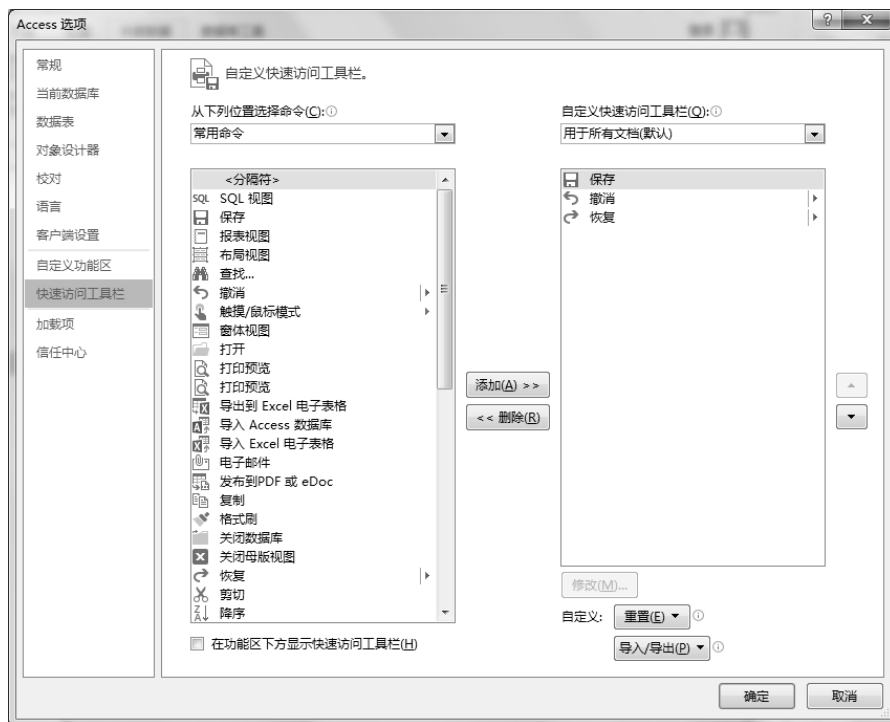 Access 选项
常规
当前数据库
数据表
对象设计器
校对
语言
客户端设置
自定义功能区
快速访问工具栏
加载项
信任中心
自定义快速访问工具栏。
从下列位置选择命令(C):
常用命令
<分隔符>
SQL SQL 视图
保存
报表视图
布局视图
查找...
撤消
触摸/鼠标模式
窗体视图
打开
打印预览
打印预览
导出到 Excel 电子表格
导入 Access 数据库
导入 Excel 电子表格
电子邮件
发布到PDF 或 eDoc
复制
格式刷
关闭数据库
关闭母版视图
恢复
剪切
降序
在功能区下方显示快速访问工具栏(H)
添加(A) >>
<< 删除(R)
自定义快速访问工具栏(Q):
用于所有文档(默认)
保存
撤消
恢复
修改(M)...
自定义: 重置(E)
导入/导出(P)
确定
取消